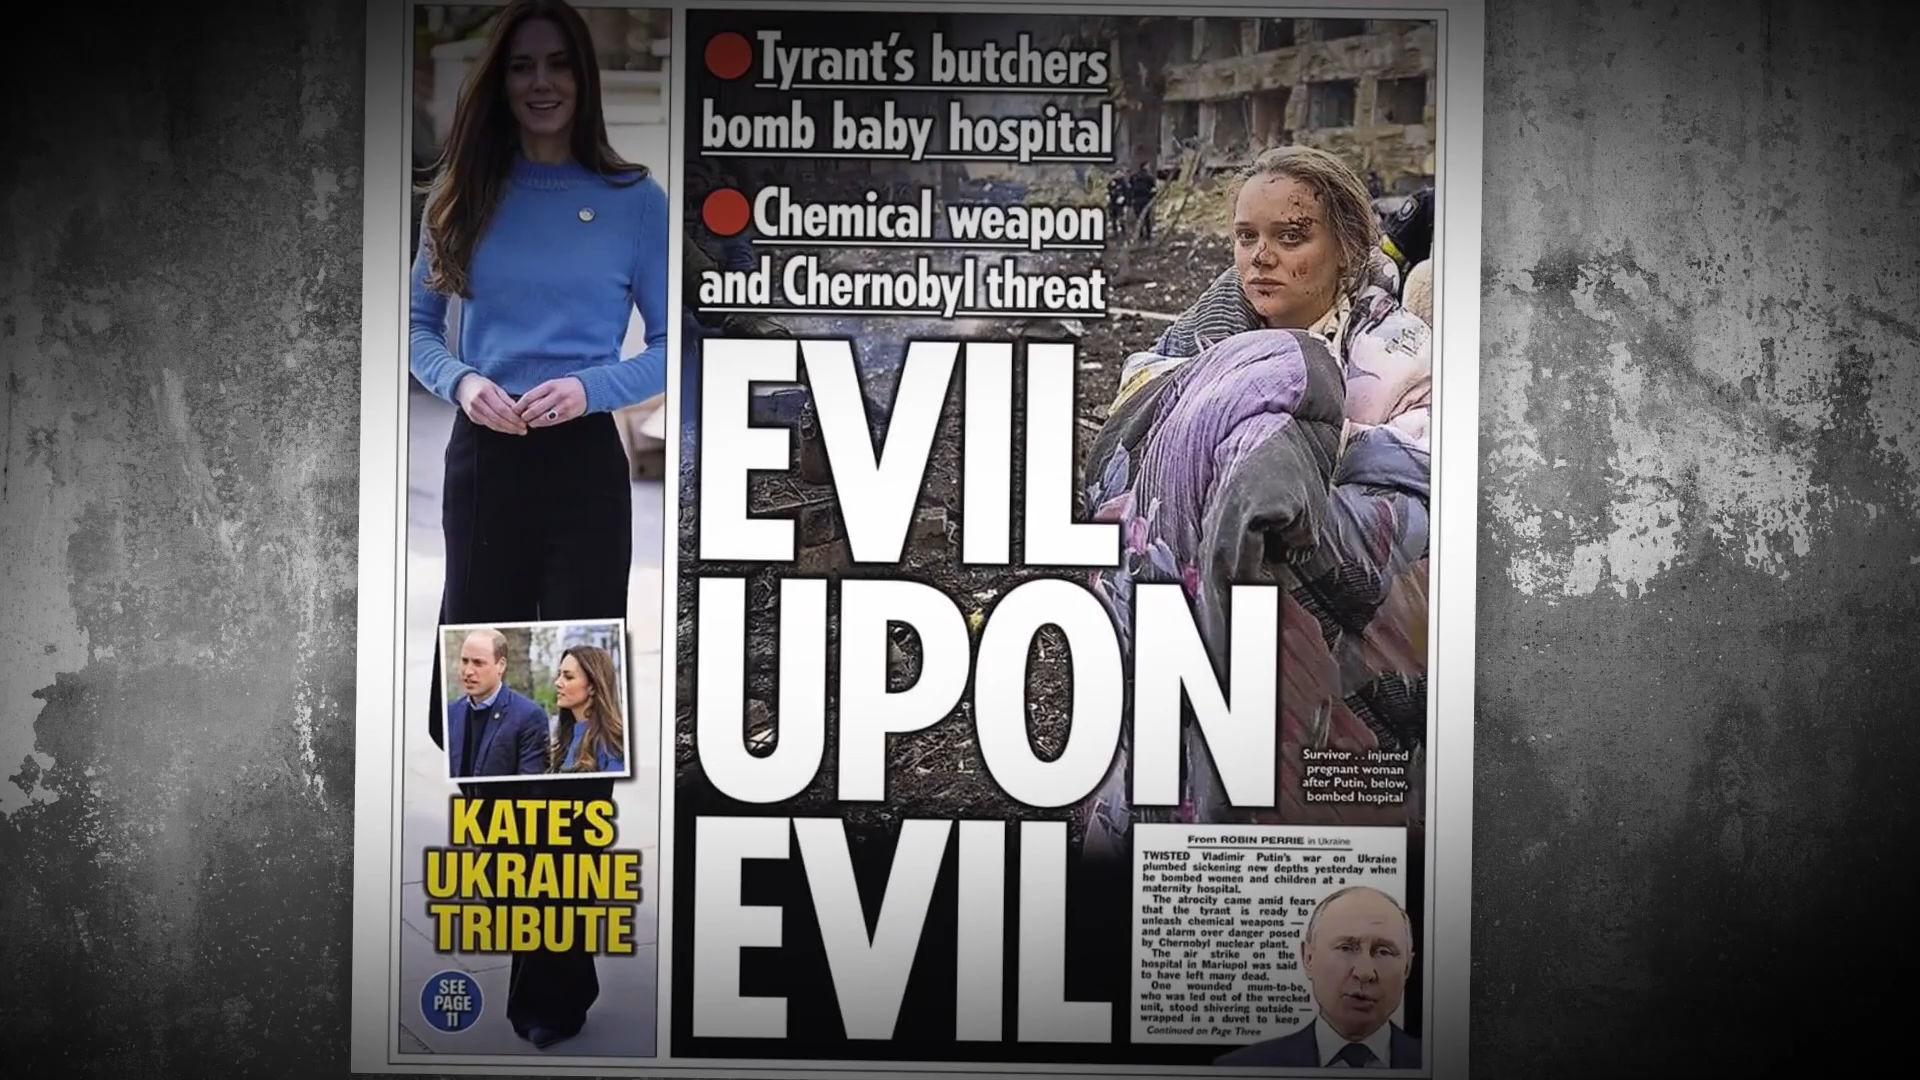 Tyrant's butchers
bomb baby hospital
Chemical weapon
and Chernobyl threat
EVIL
UPON
EVIL
Survivor . . injured
pregnant woman
after Putin, below,
bombed hospital
From ROBIN PERRIE in Ukraine
TWISTED Vladimir Putin's war on Ukraine
plumbed sickening new depths yesterday when
he bombed women and children at a
maternity hospital.
The atrocity came amid fears
that the tyrant is ready to
unleash chemical weapons —
and alarm over danger posed
by Chernobyl nuclear plant.
The air strike on the
hospital in Mariupol was said
to have left many dead.
One wounded mum-to-be,
who was led out of the wrecked
unit, stood shivering outside —
wrapped in a duvet to keep
Continued on Page Three
KATE'S
UKRAINE
TRIBUTE
SEE
PAGE
11